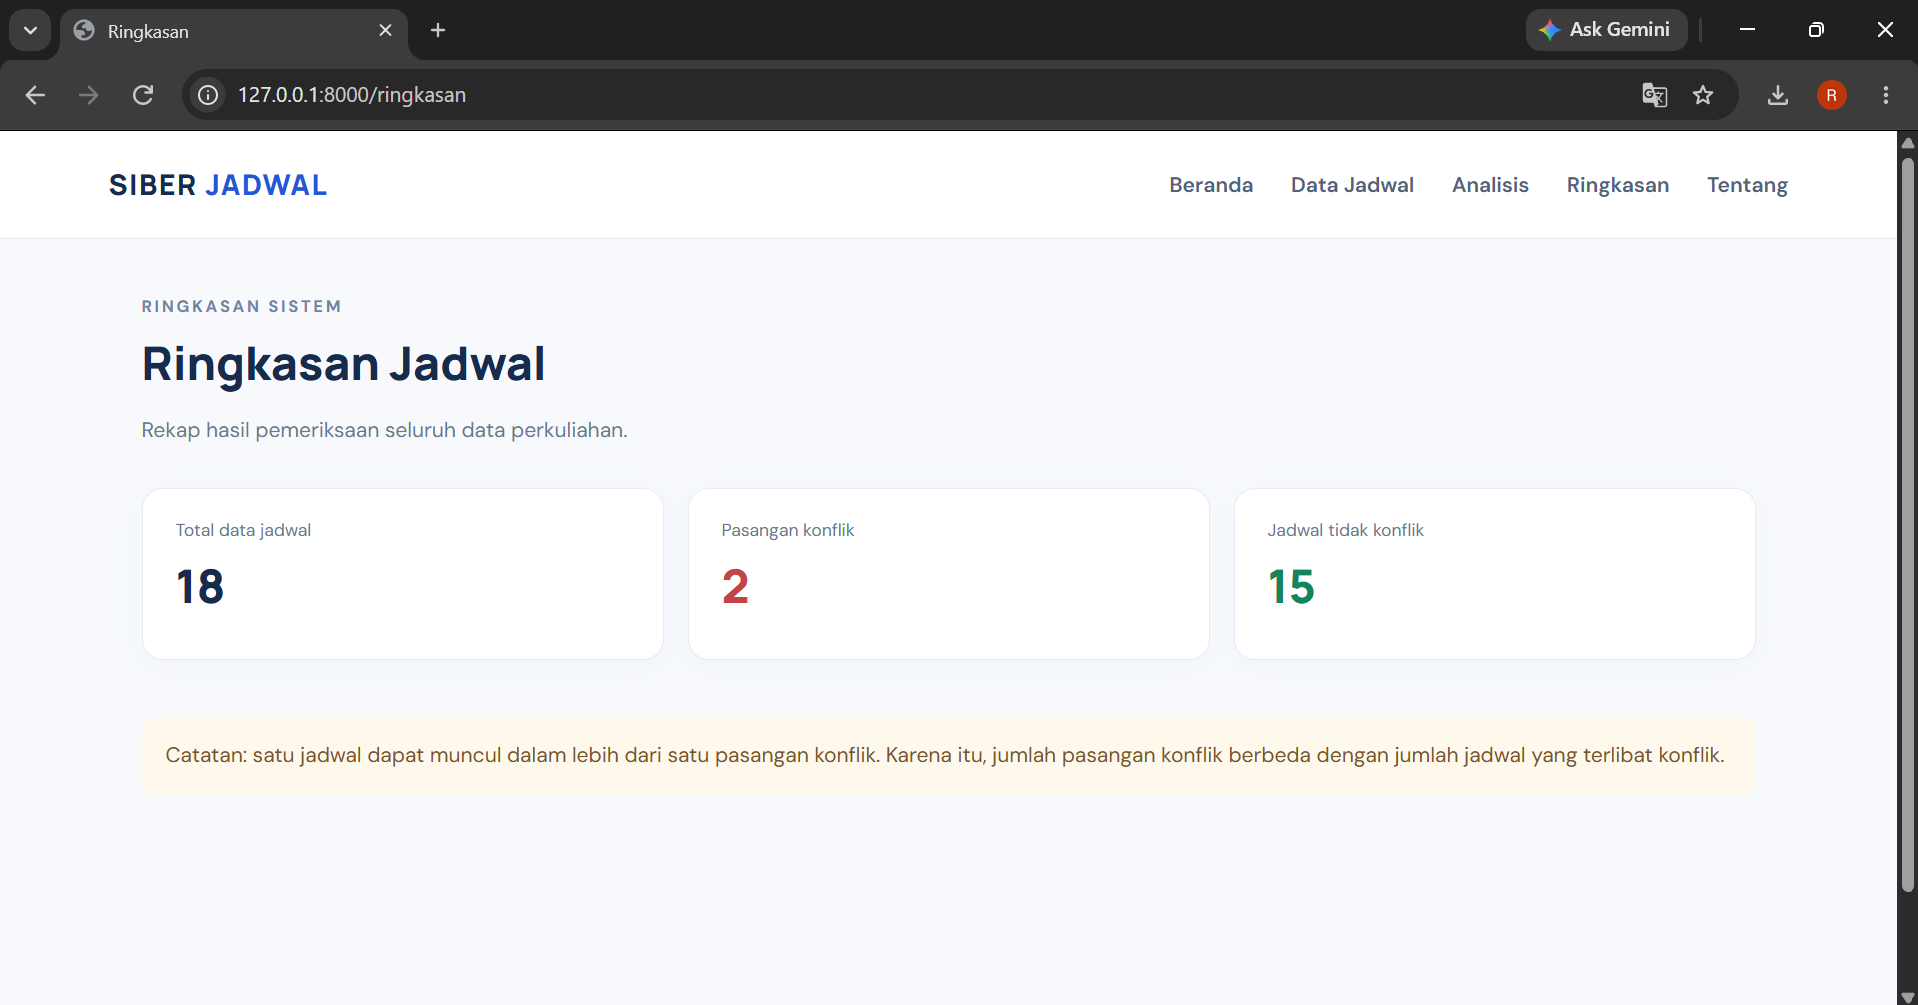 Ringkasan
Ask Gemini
127.0.0.1:8000/ringkasan
R
SIBER JADWAL
Beranda
Data Jadwal
Analisis
Ringkasan
Tentang
RINGKASAN SISTEM
Ringkasan Jadwal
Rekap hasil pemeriksaan seluruh data perkuliahan.
Total data jadwal
18
Pasangan konflik
2
Jadwal tidak konflik
15
Catatan: satu jadwal dapat muncul dalam lebih dari satu pasangan konflik. Karena itu, jumlah pasangan konflik berbeda dengan jumlah jadwal yang terlibat konflik.